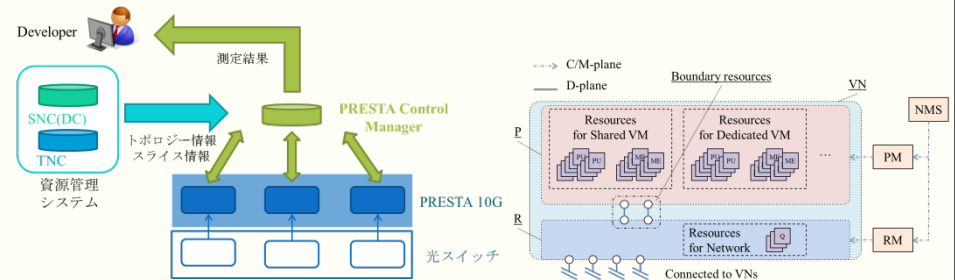 Developer
測定結果
SNC(DC)
TNC
資源管理
システム
トポロジー情報
スライス情報
PRESTA Control
Manager
PRESTA 10G
光スイッチ
C/M-plane
D-plane
Boundary resources
VN
NMS
P
Resources
for Shared VM
PU
PU
ME
ME
Resources
for Dedicated VM
PU
PU
ME
ME
...
PM
R
Resources
for Network
Q
RM
Connected to VNs